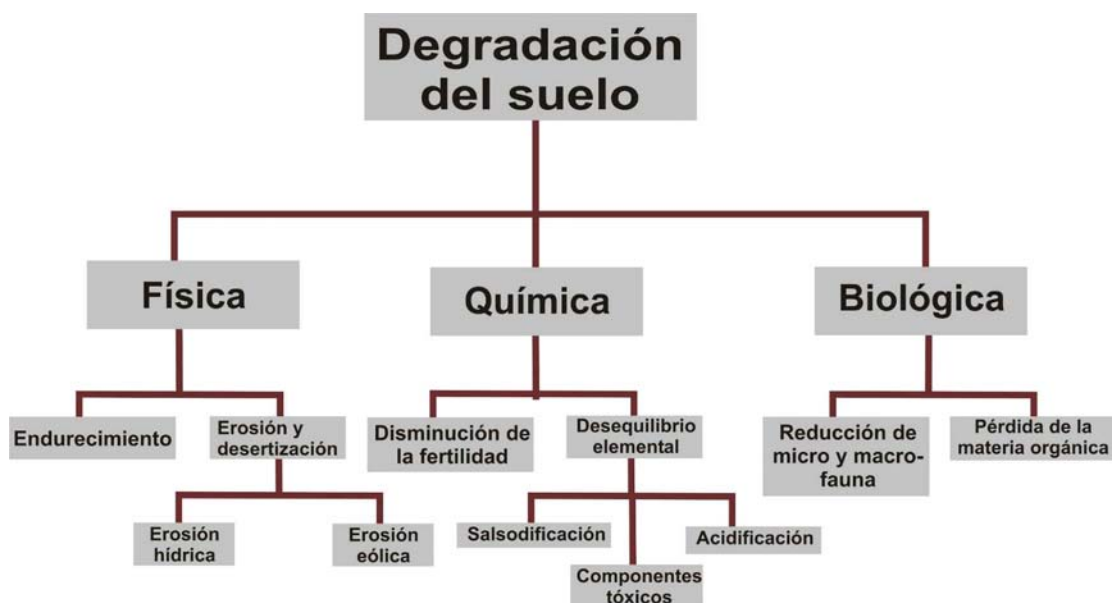 Degradación
del suelo
Física
Química
Biológica
Endurecimiento
Erosión y
desertización
Disminución de
la fertilidad
Desequilibrio
elemental
Reducción de
micro y macro-
fauna
Pérdida de la
materia orgánica
Erosión
hídrica
Erosión
eólica
Salsodificación
Componentes
tóxicos
Acidificación